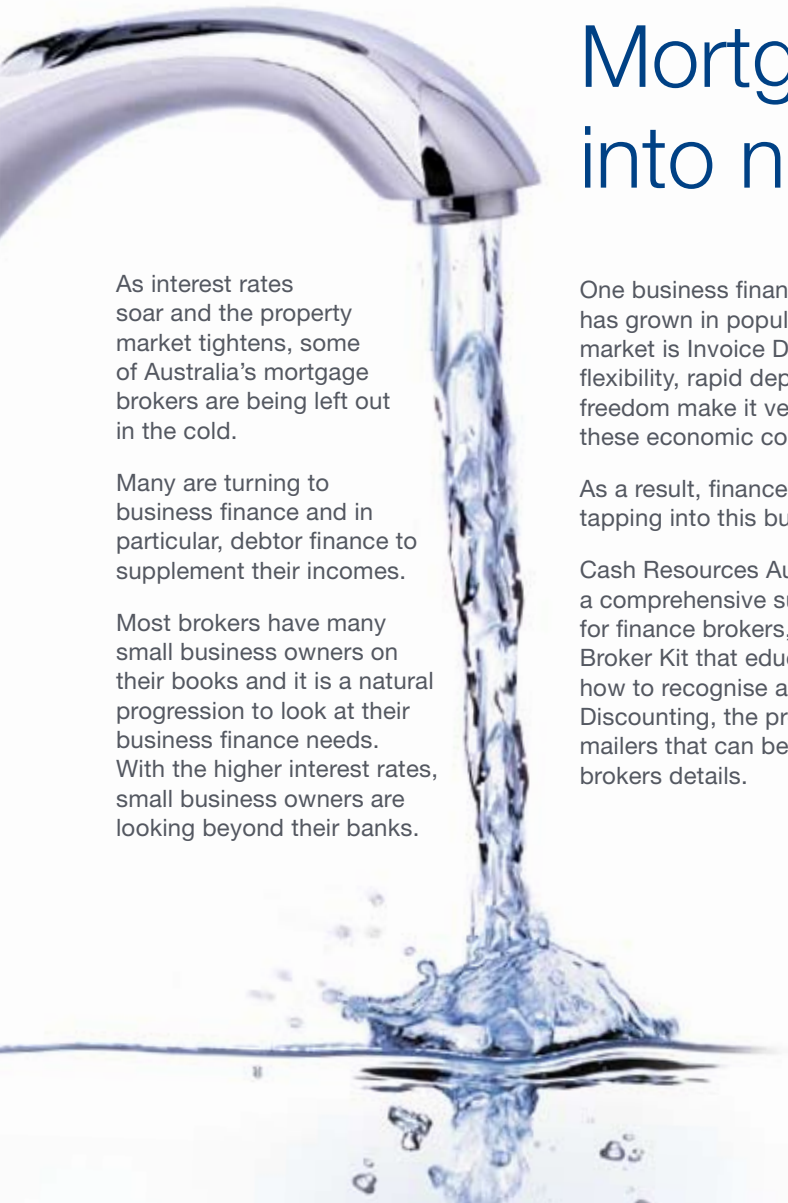 Mortg
into n
As interest rates
soar and the property
market tightens, some
of Australia's mortgage
brokers are being left out
in the cold.
Many are turning to
business finance and in
particular, debtor finance to
supplement their incomes.
Most brokers have many
small business owners on
their books and it is a natural
progression to look at their
business finance needs.
With the higher interest rates,
small business owners are
looking beyond their banks.
One business finan
has grown in popul
market is Invoice D
flexibility, rapid dep
freedom make it ve
these economic co
As a result, finance
tapping into this bu
Cash Resources Au
a comprehensive su
for finance brokers,
Broker Kit that educ
how to recognise a
Discounting, the pr
mailers that can be
brokers details.